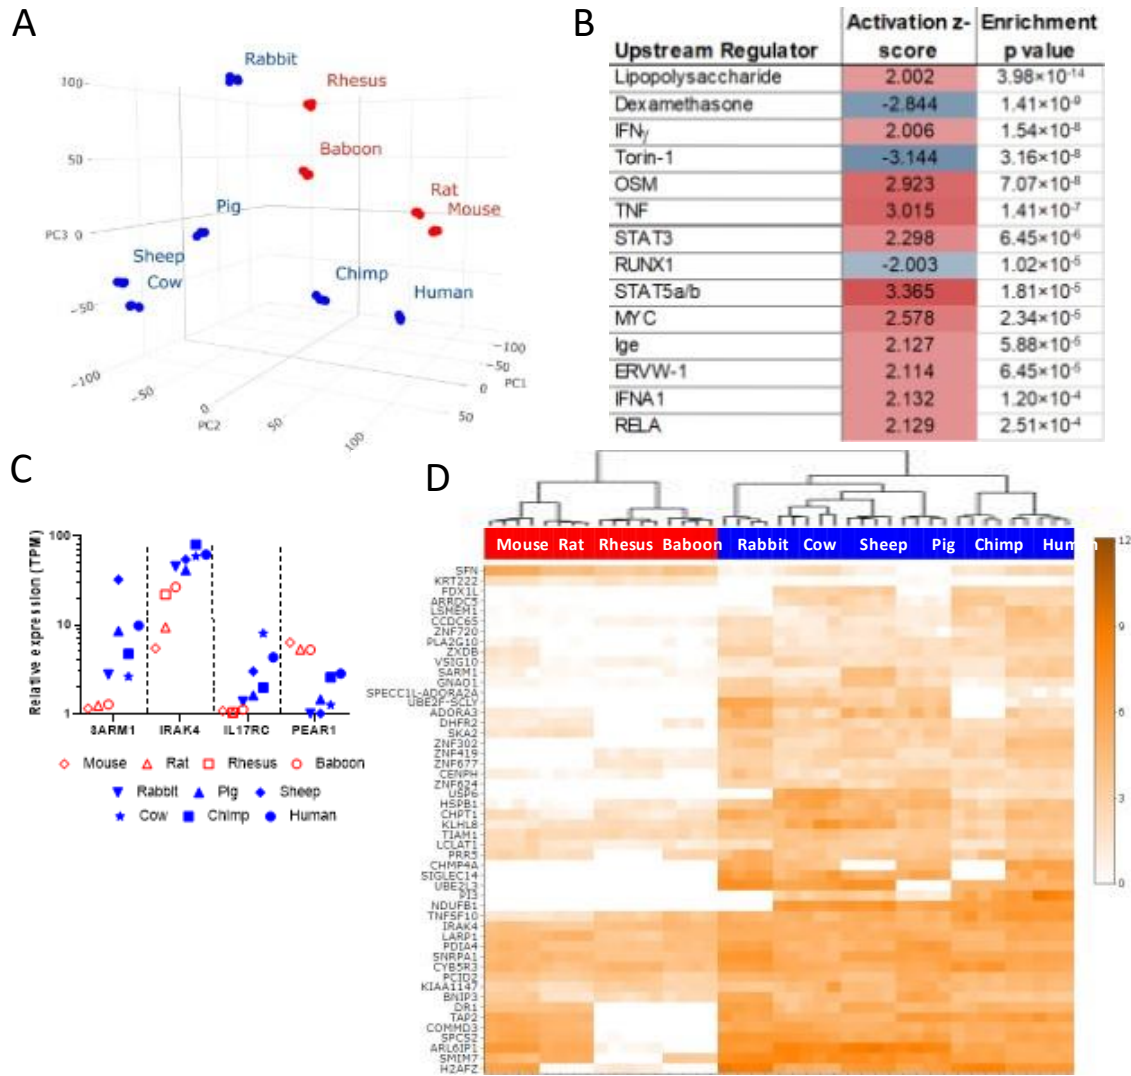 A
Rabbit
Rhesus
Baboon
Rat
Mouse
Pig
Sheep
Cow
Chimp
Human
100
50
PC3 0
−50
−100
−50
0
PC2
50
100
−100
−50
PC1
0
50
B
Upstream Regulator Activation z-score Enrichment p value
Lipopolysaccharide 2.002 3.98×10⁻¹⁴
Dexamethasone -2.844 1.41×10⁻⁹
IFNγ 2.006 1.54×10⁻⁸
Torin-1 -3.144 3.16×10⁻⁸
OSM 2.923 7.07×10⁻⁸
TNF 3.015 1.41×10⁻⁷
STAT3 2.298 6.45×10⁻⁶
RUNX1 -2.003 1.02×10⁻⁵
STAT5a/b 3.365 1.81×10⁻⁵
MYC 2.578 2.34×10⁻⁵
Ige 2.127 5.88×10⁻⁵
ERVW-1 2.114 6.45×10⁻⁵
IFNA1 2.132 1.20×10⁻⁴
RELA 2.129 2.51×10⁻⁴
C
Relative expression (TPM)
100
10
1
SARM1 IRAK4 IL17RC PEAR1
Mouse Rat Rhesus Baboon
Rabbit Pig Sheep
Cow Chimp Human
D
Mouse Rat Rhesus Baboon Rabbit Cow Sheep Pig Chimp Human
SFN
KRT222
FDX1L
ARRDC5
LSMEM1
CCDC65
ZNF720
PLA2G10
ZXDB
VSIG10
SARM1
GNAO1
SPECC1L-ADORA2A
UBE2F-SCLY
ADORA3
DHFR2
SKA2
ZNF302
ZNF419
ZNF677
CENPH
ZNF624
USP6
HSPB1
CHPT1
KLHL8
TIAM1
LCLAT1
PRR5
CHMP4A
SIGLEC14
UBE2L3
PI3
NDUFB1
TNFSF10
IRAK4
LARP1
PDIA4
SNRPA1
CYB5R3
PCID2
KIAA1147
BNIP3
DR1
TAP2
COMMD3
SPCS2
ARL6IP1
SMIM7
H2AFZ
12
9
6
3
0